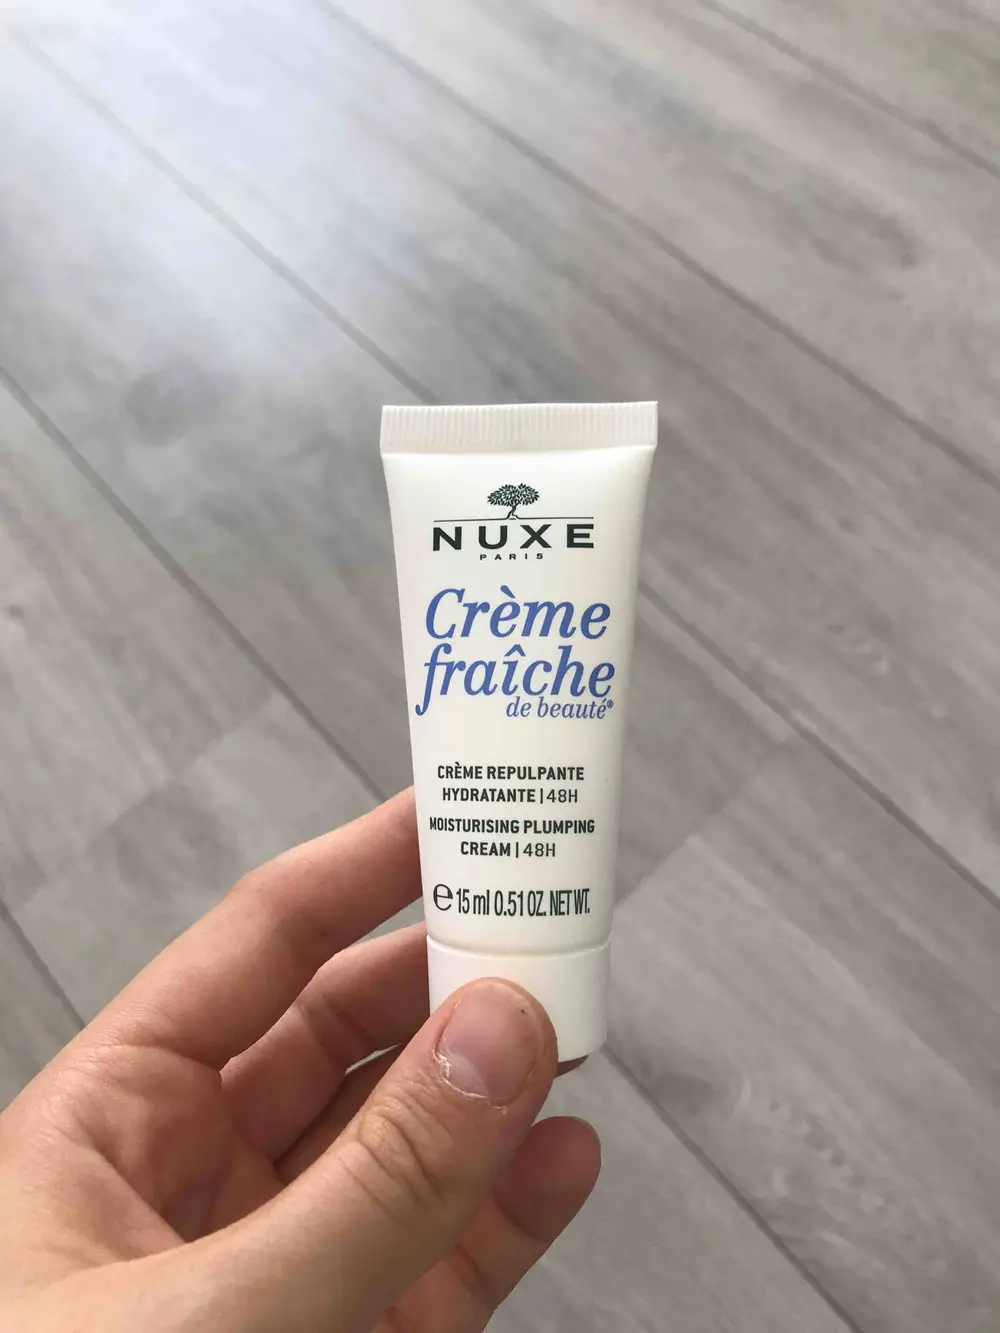 NUXE
PARIS
Crème
fraîche
de beauté®
CRÈME REPULPANTE
HYDRATANTE | 48H
MOISTURISING PLUMPING
CREAM | 48H
℮ 15 ml 0.51 OZ. NET WT.